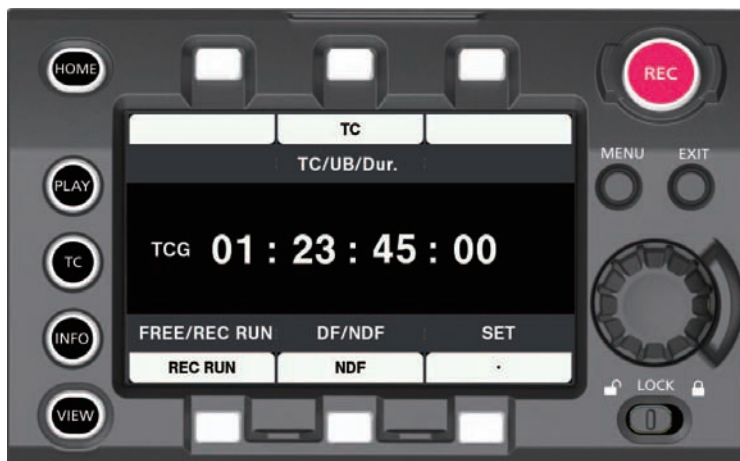 HOME
REC
TC
TC/UB/Dur.
MENU EXIT
PLAY
TCG 01 : 23 : 45 : 00
TC
FREE/REC RUN DF/NDF SET
INFO
REC RUN NDF ·
LOCK
VIEW